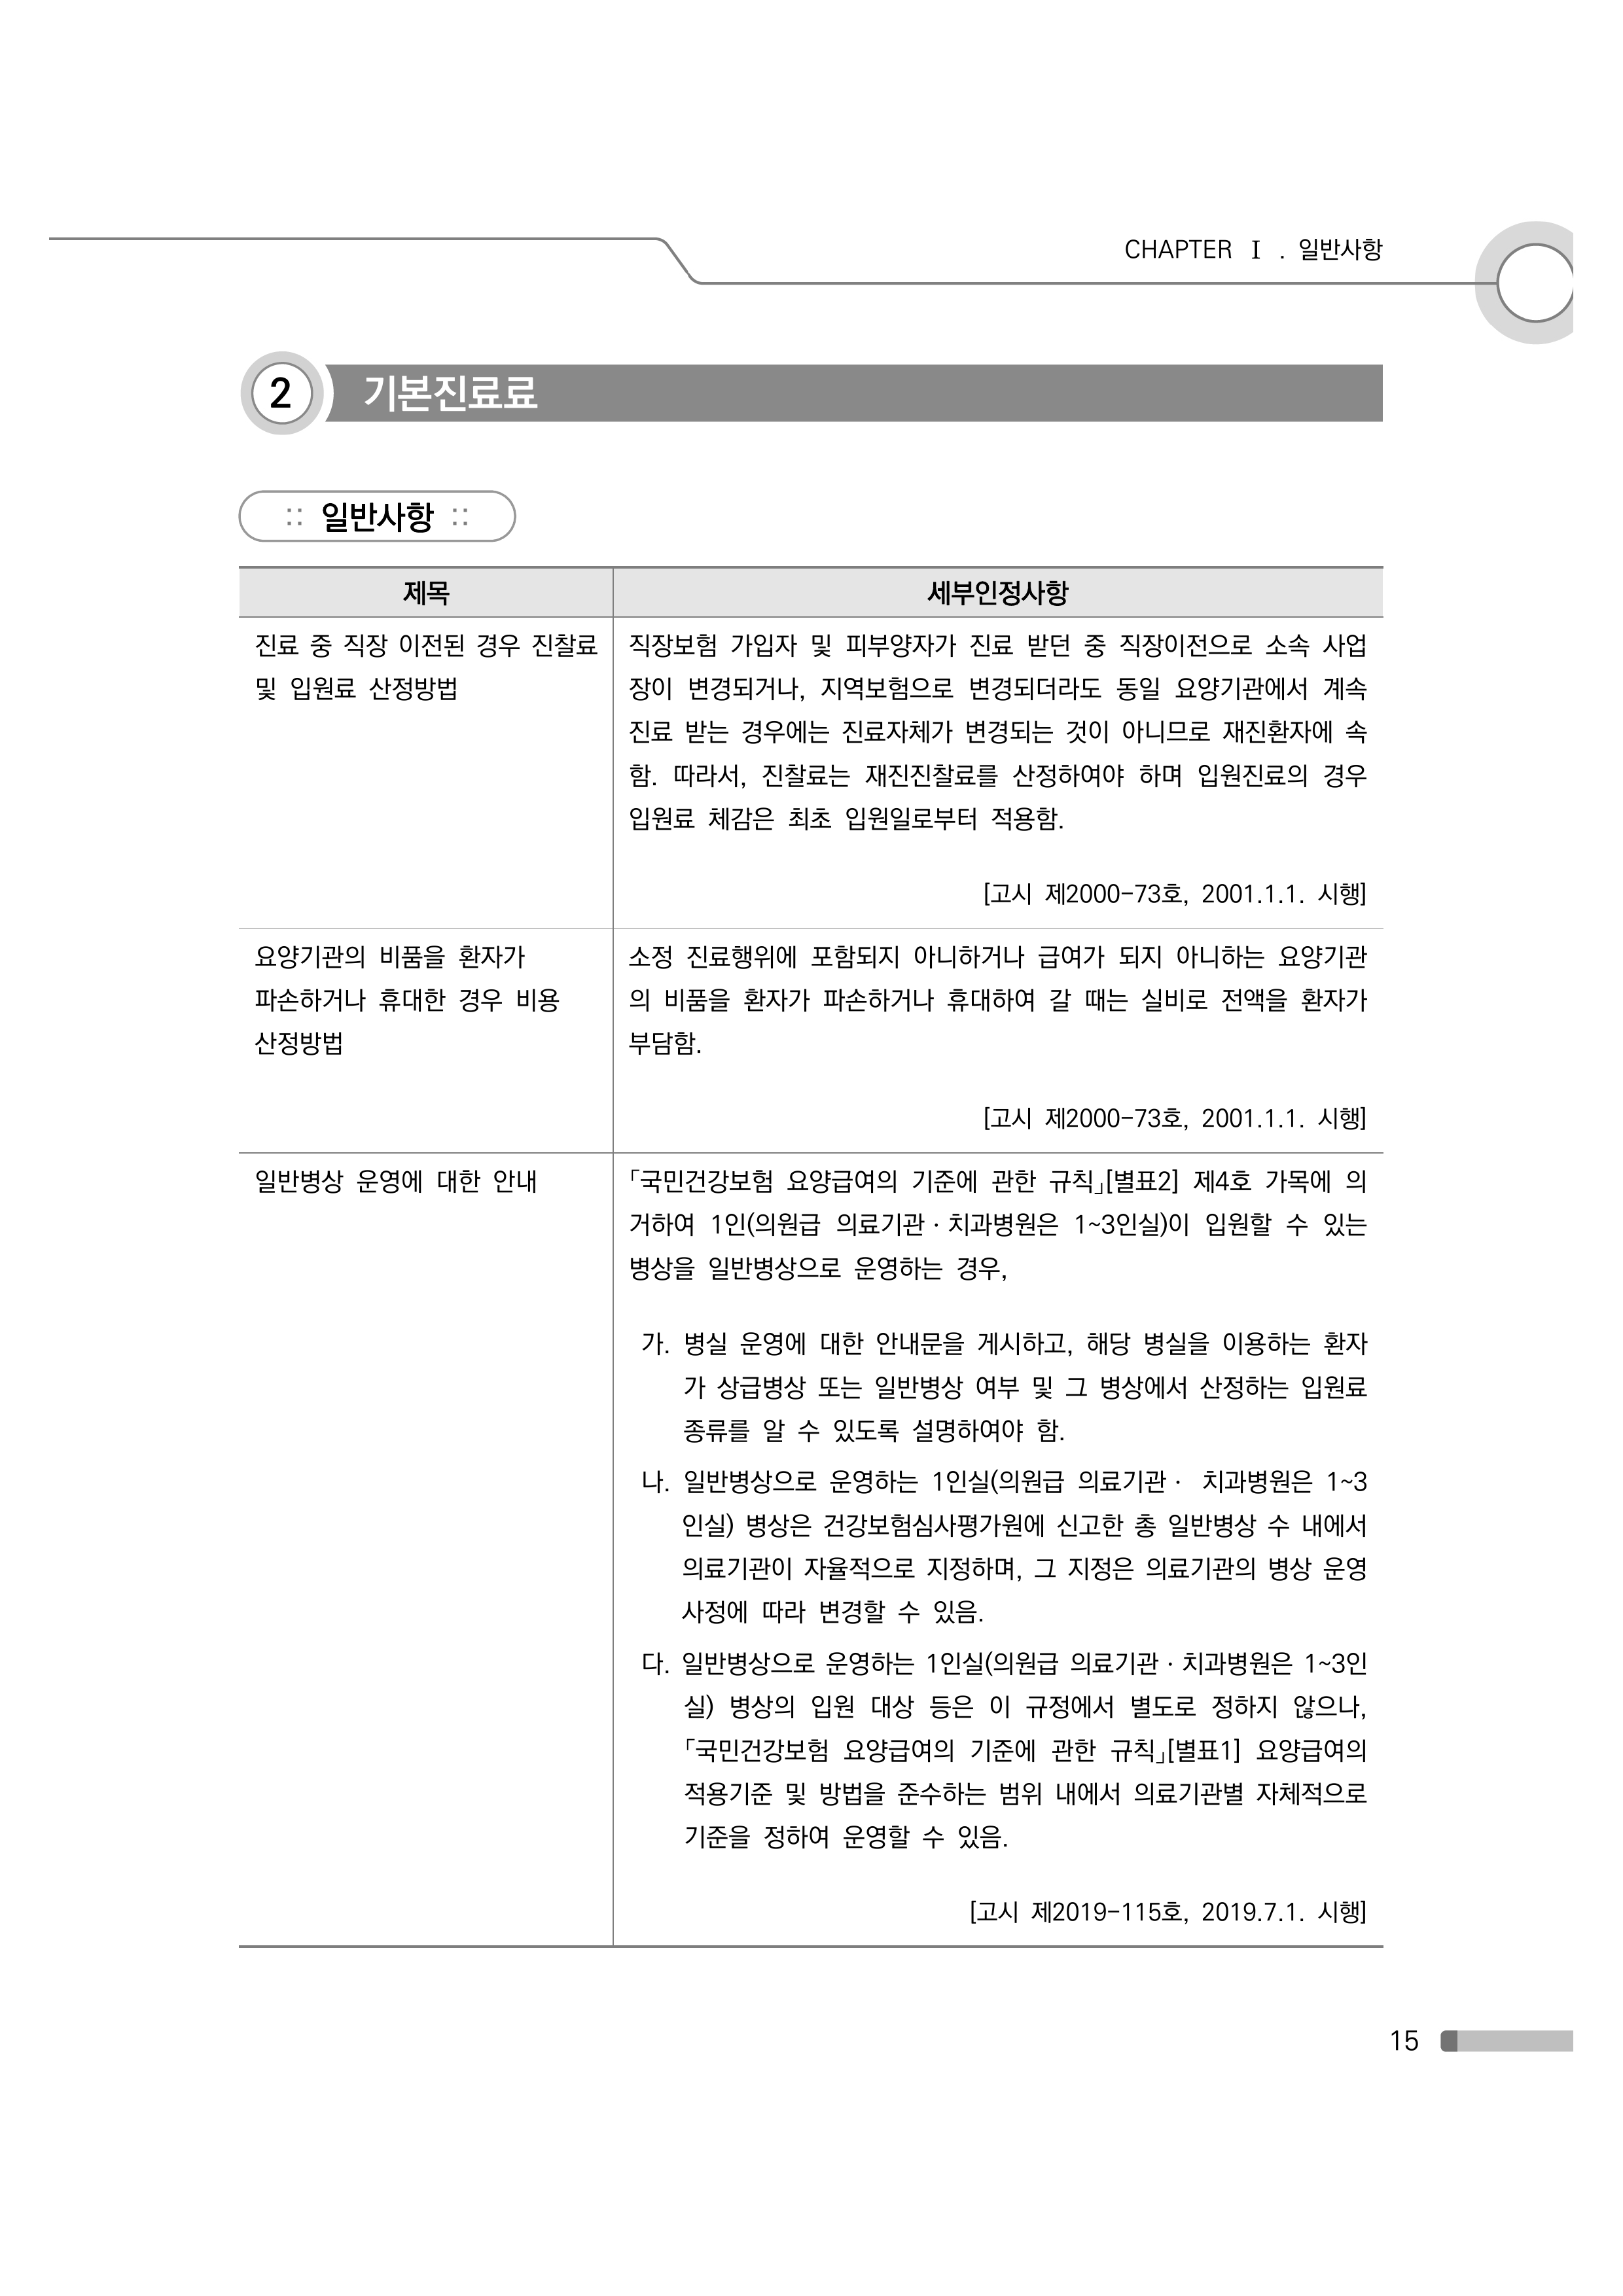 CHAPTER Ⅰ . 일반사항
2 기본진료료
:: 일반사항 ::
제목 세부인정사항
진료 중 직장 이전된 경우 진찰료
및 입원료 산정방법
직장보험 가입자 및 피부양자가 진료 받던 중 직장이전으로 소속 사업
장이 변경되거나, 지역보험으로 변경되더라도 동일 요양기관에서 계속
진료 받는 경우에는 진료자체가 변경되는 것이 아니므로 재진환자에 속
함. 따라서, 진찰료는 재진진찰료를 산정하여야 하며 입원진료의 경우
입원료 체감은 최초 입원일로부터 적용함.
[고시 제2000-73호, 2001.1.1. 시행]
요양기관의 비품을 환자가
파손하거나 휴대한 경우 비용
산정방법
소정 진료행위에 포함되지 아니하거나 급여가 되지 아니하는 요양기관
의 비품을 환자가 파손하거나 휴대하여 갈 때는 실비로 전액을 환자가
부담함.
[고시 제2000-73호, 2001.1.1. 시행]
일반병상 운영에 대한 안내
「국민건강보험 요양급여의 기준에 관한 규칙」[별표2] 제4호 가목에 의
거하여 1인(의원급 의료기관·치과병원은 1~3인실)이 입원할 수 있는
병상을 일반병상으로 운영하는 경우,
가. 병실 운영에 대한 안내문을 게시하고, 해당 병실을 이용하는 환자
가 상급병상 또는 일반병상 여부 및 그 병상에서 산정하는 입원료
종류를 알 수 있도록 설명하여야 함.
나. 일반병상으로 운영하는 1인실(의원급 의료기관· 치과병원은 1~3
인실) 병상은 건강보험심사평가원에 신고한 총 일반병상 수 내에서
의료기관이 자율적으로 지정하며, 그 지정은 의료기관의 병상 운영
사정에 따라 변경할 수 있음.
다. 일반병상으로 운영하는 1인실(의원급 의료기관·치과병원은 1~3인
실) 병상의 입원 대상 등은 이 규정에서 별도로 정하지 않으나,
「국민건강보험 요양급여의 기준에 관한 규칙」[별표1] 요양급여의
적용기준 및 방법을 준수하는 범위 내에서 의료기관별 자체적으로
기준을 정하여 운영할 수 있음.
[고시 제2019-115호, 2019.7.1. 시행]
15